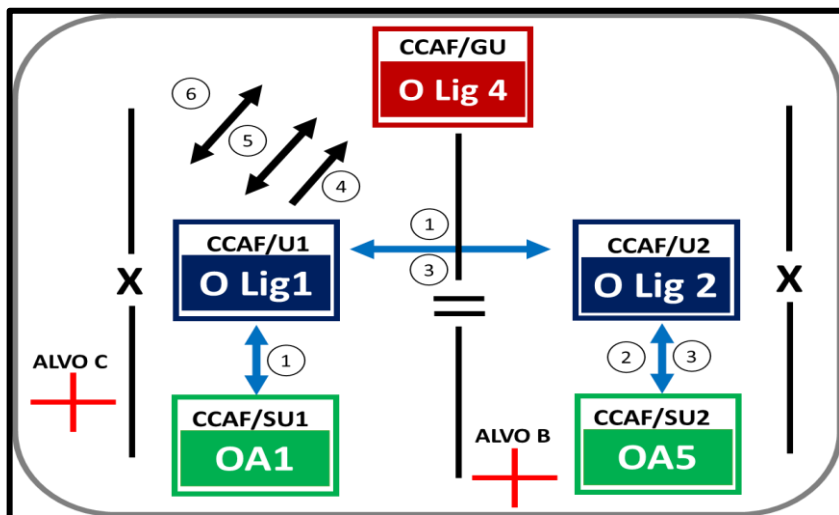 CCAF/GU
O Lig 4
6
5
4
1
3
CCAF/U1
O Lig1
CCAF/U2
O Lig 2
X
X
=
ALVO C
1
2
3
CCAF/SU1
OA1
ALVO B
CCAF/SU2
OA5